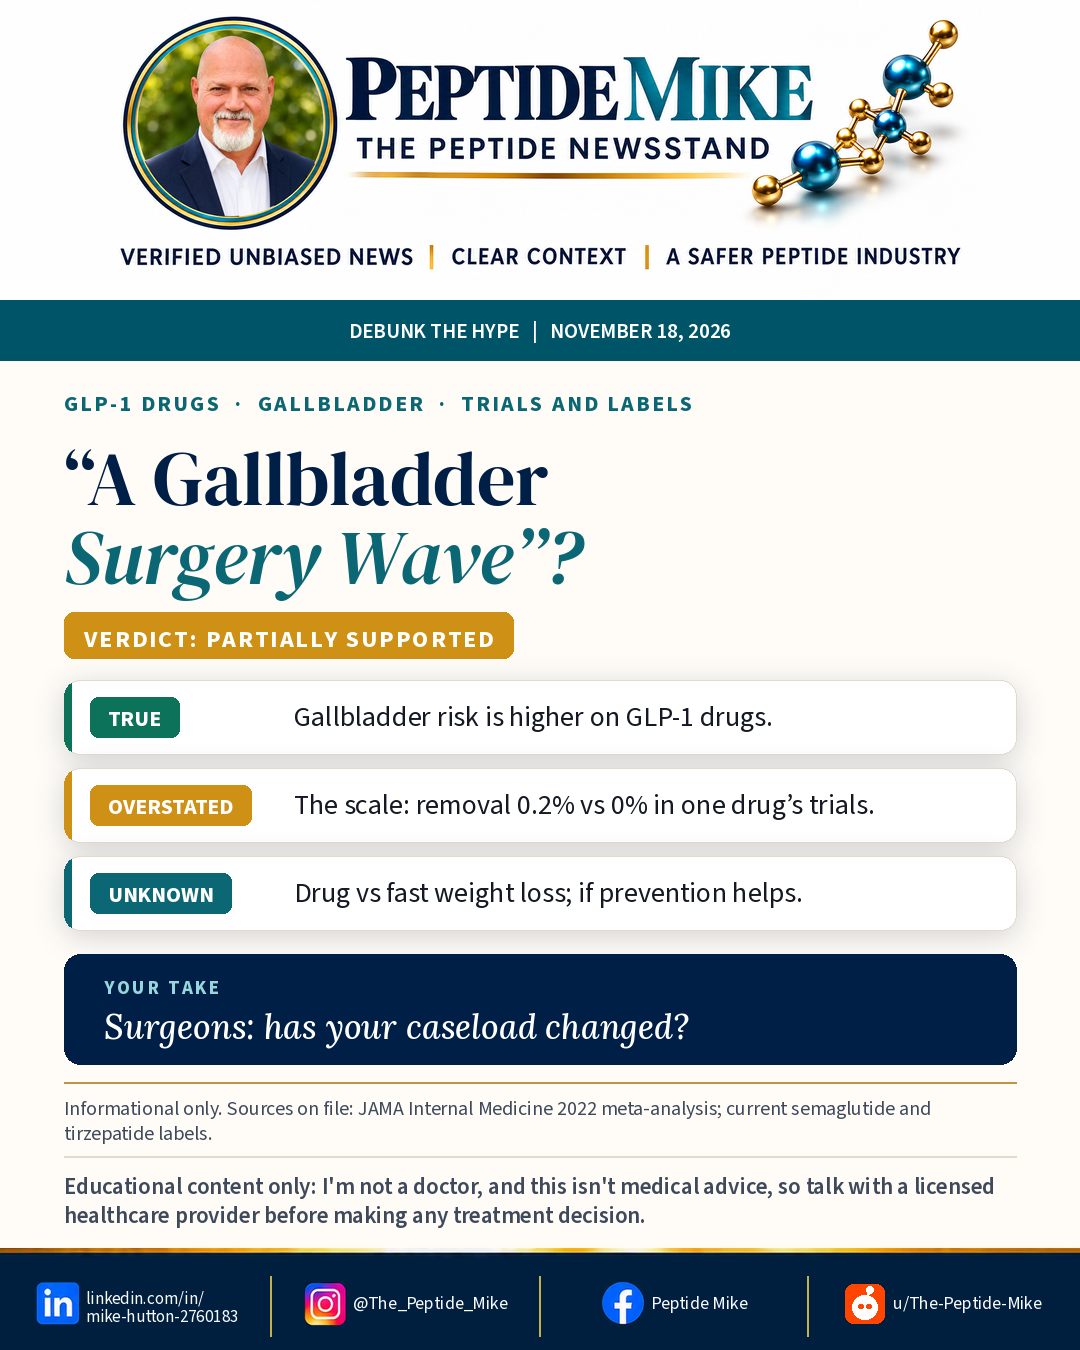 PEPTIDEMIKE
THE PEPTIDE NEWSSTAND
VERIFIED UNBIASED NEWS | CLEAR CONTEXT | A SAFER PEPTIDE INDUSTRY
DEBUNK THE HYPE | NOVEMBER 18, 2026
GLP-1 DRUGS · GALLBLADDER · TRIALS AND LABELS
“A Gallbladder
Surgery Wave”?
VERDICT: PARTIALLY SUPPORTED
TRUE Gallbladder risk is higher on GLP-1 drugs.
OVERSTATED The scale: removal 0.2% vs 0% in one drug’s trials.
UNKNOWN Drug vs fast weight loss; if prevention helps.
YOUR TAKE
Surgeons: has your caseload changed?
Informational only. Sources on file: JAMA Internal Medicine 2022 meta-analysis; current semaglutide and
tirzepatide labels.
Educational content only: I'm not a doctor, and this isn't medical advice, so talk with a licensed
healthcare provider before making any treatment decision.
in linkedin.com/in/
mike-hutton-2760183
@The_Peptide_Mike
Peptide Mike
u/The-Peptide-Mike